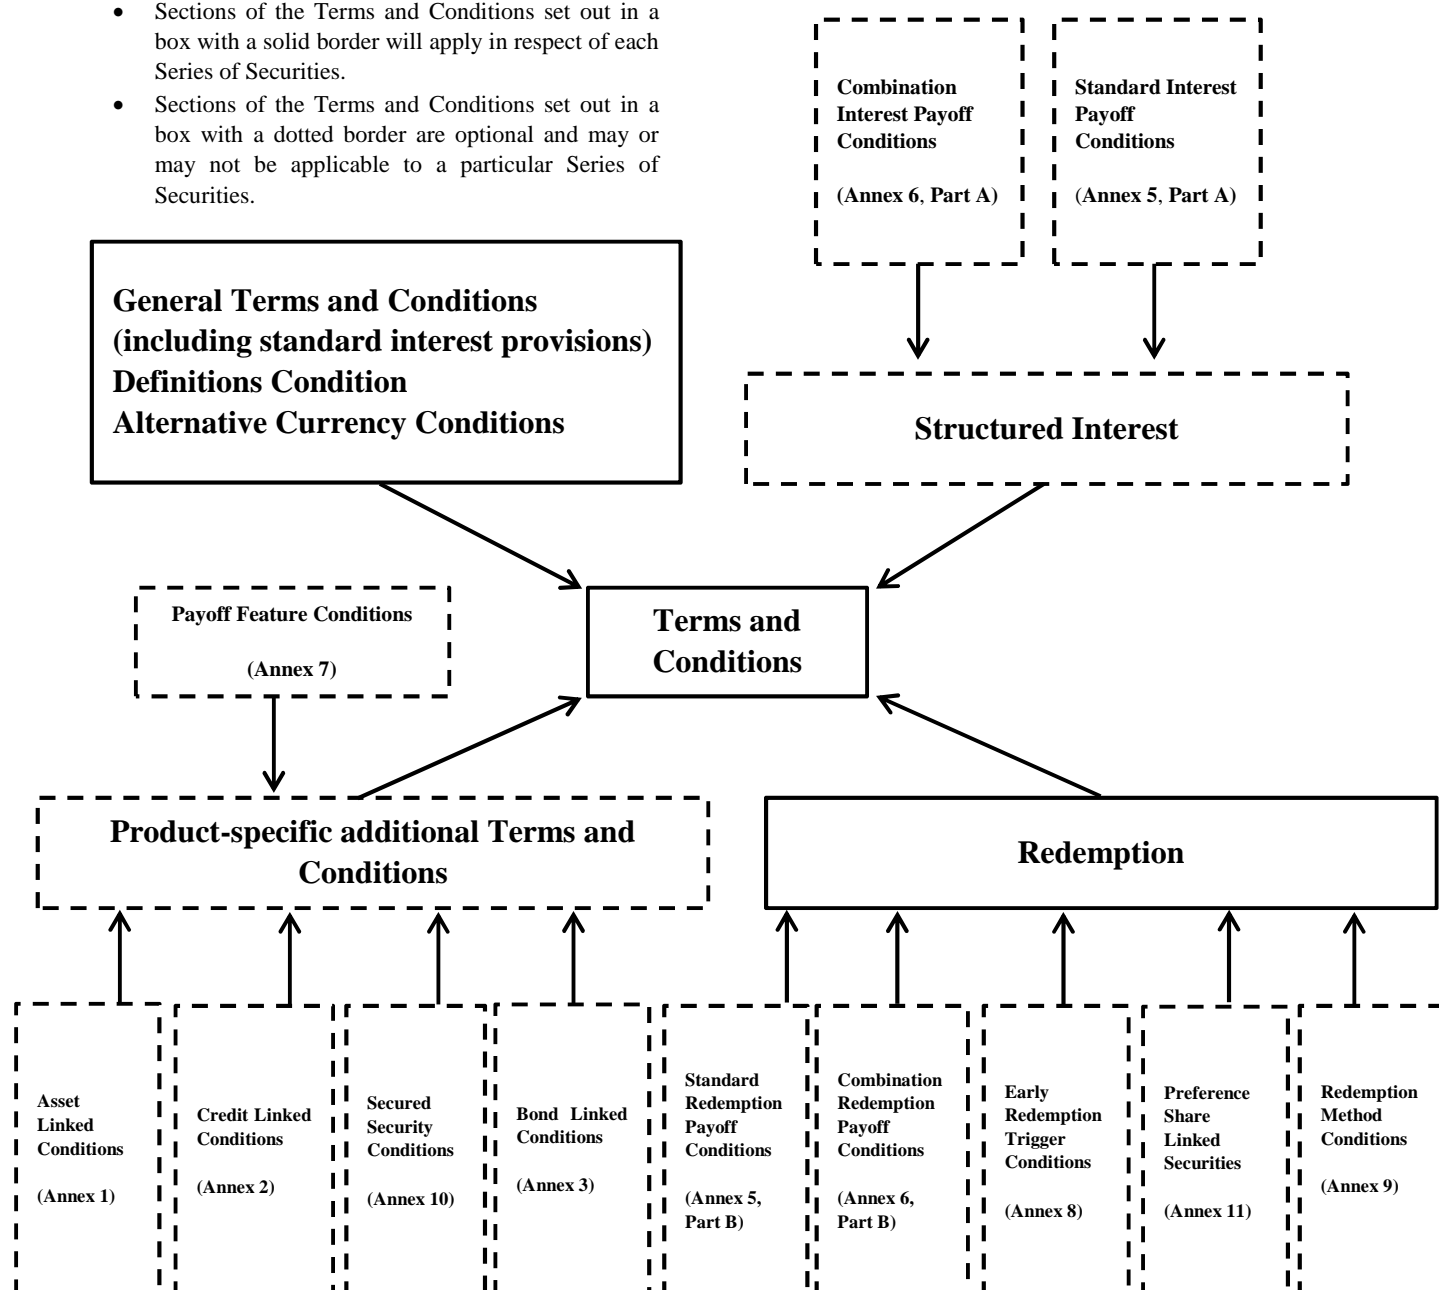 • Sections of the Terms and Conditions set out in a
box with a solid border will apply in respect of each
Series of Securities.
• Sections of the Terms and Conditions set out in a
box with a dotted border are optional and may or
may not be applicable to a particular Series of
Securities.
Combination
Interest Payoff
Conditions
(Annex 6, Part A)
Standard Interest
Payoff
Conditions
(Annex 5, Part A)
General Terms and Conditions
(including standard interest provisions)
Definitions Condition
Alternative Currency Conditions
Structured Interest
Payoff Feature Conditions
(Annex 7)
Terms and
Conditions
Product-specific additional Terms and
Conditions
Redemption
Asset
Linked
Conditions
(Annex 1)
Credit Linked
Conditions
(Annex 2)
Secured
Security
Conditions
(Annex 10)
Bond Linked
Conditions
(Annex 3)
Standard
Redemption
Payoff
Conditions
(Annex 5,
Part B)
Combination
Redemption
Payoff
Conditions
(Annex 6,
Part B)
Early
Redemption
Trigger
Conditions
(Annex 8)
Preference
Share
Linked
Securities
(Annex 11)
Redemption
Method
Conditions
(Annex 9)